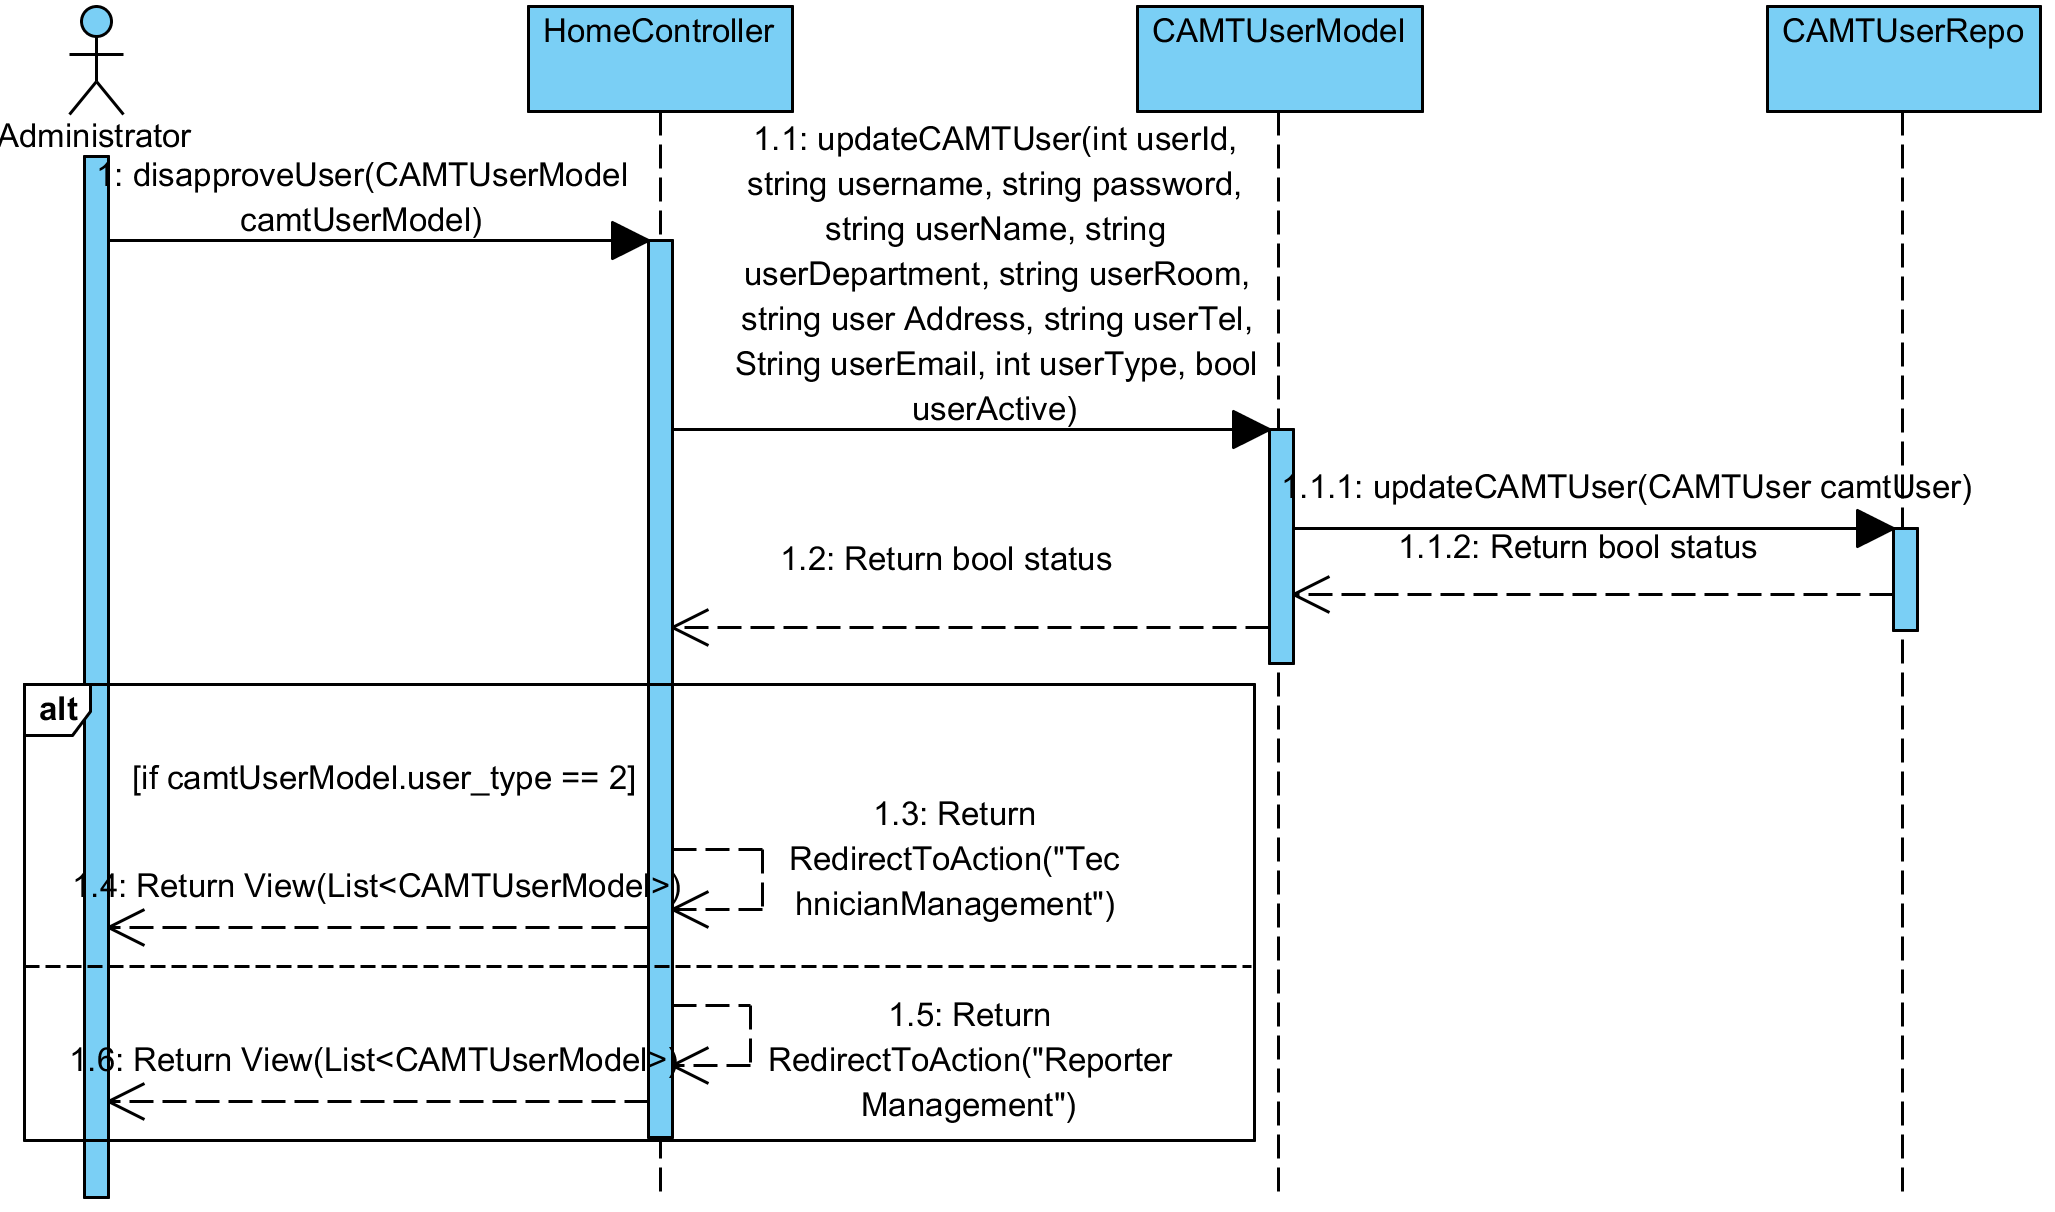 HomeController
CAMTUserModel
CAMTUserRepo
Administrator
1: disapproveUser(CAMTUserModel
camtUserModel)
1.1: updateCAMTUser(int userId,
string username, string password,
string userName, string
userDepartment, string userRoom,
string user Address, string userTel,
String userEmail, int userType, bool
userActive)
1.1.1: updateCAMTUser(CAMTUser camtUser)
1.1.2: Return bool status
1.2: Return bool status
alt
[if camtUserModel.user_type == 2]
1.3: Return
RedirectToAction("Tec
hnicianManagement")
1.4: Return View(List<CAMTUserModel>)
1.5: Return
RedirectToAction("Reporter
Management")
1.6: Return View(List<CAMTUserModel>)